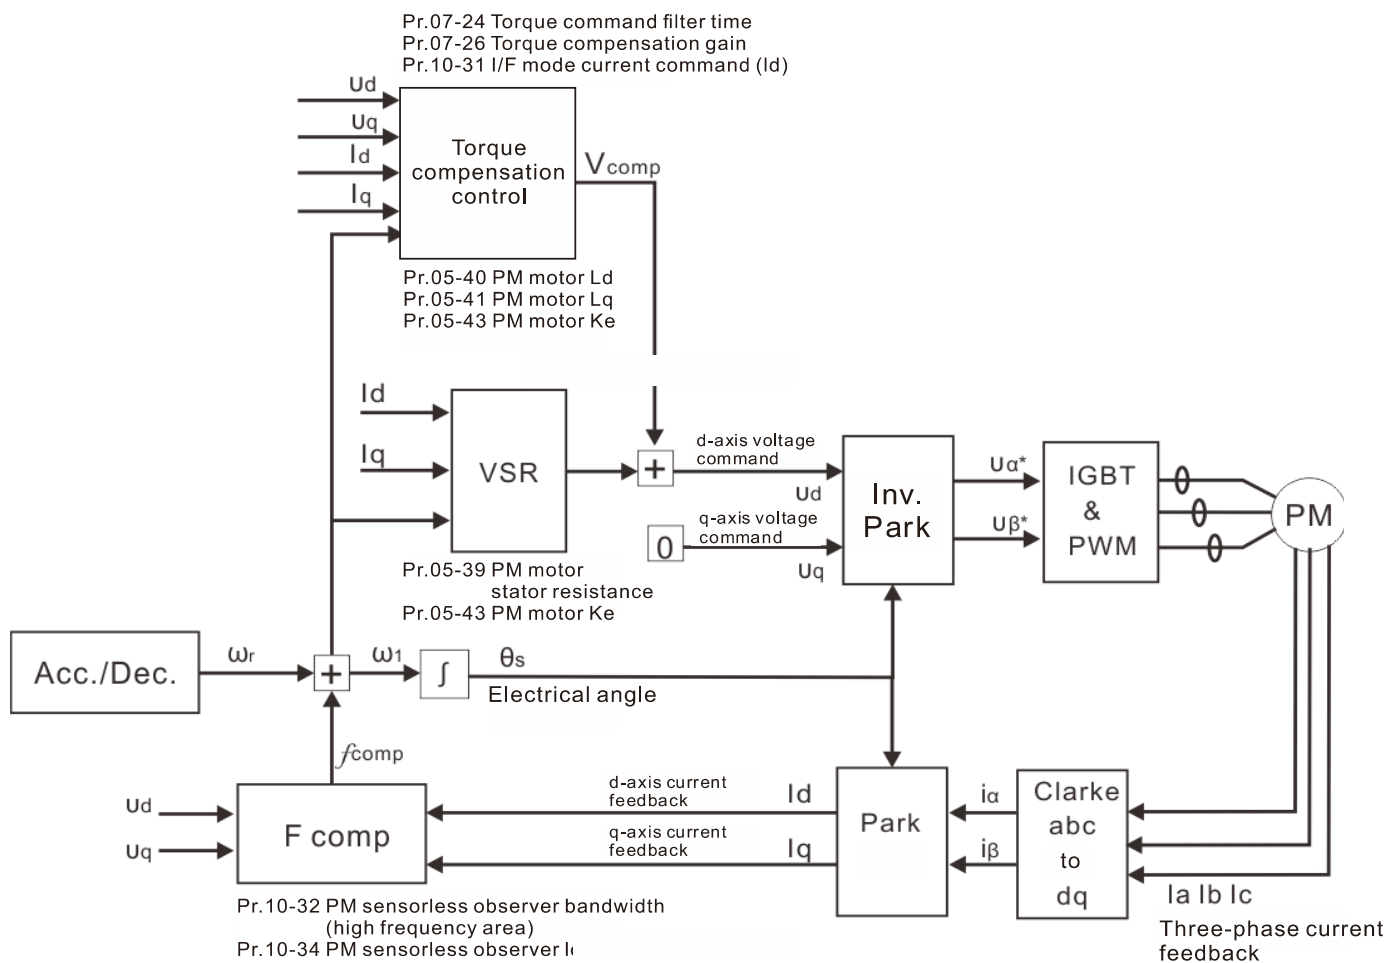 Pr.07-24 Torque command filter time
Pr.07-26 Torque compensation gain
Pr.10-31 I/F mode current command (Id)
ud
uq
Id
Iq
Torque
compensation
control
Vcomp
Pr.05-40 PM motor Ld
Pr.05-41 PM motor Lq
Pr.05-43 PM motor Ke
Id
Iq
VSR
+
d-axis voltage
command
ud
0
q-axis voltage
command
uq
Inv.
Park
uα*
uβ*
IGBT
&
PWM
PM
Pr.05-39 PM motor
stator resistance
Pr.05-43 PM motor Ke
Acc./Dec.
ωr
+
ω1
∫
θs
Electrical angle
fcomp
ud
uq
F comp
d-axis current
feedback
Id
q-axis current
feedback
Iq
Park
iα
iβ
Clarke
abc
to
dq
Ia Ib Ic
Three-phase current
feedback
Pr.10-32 PM sensorless observer bandwidth
(high frequency area)
Pr.10-34 PM sensorless observer